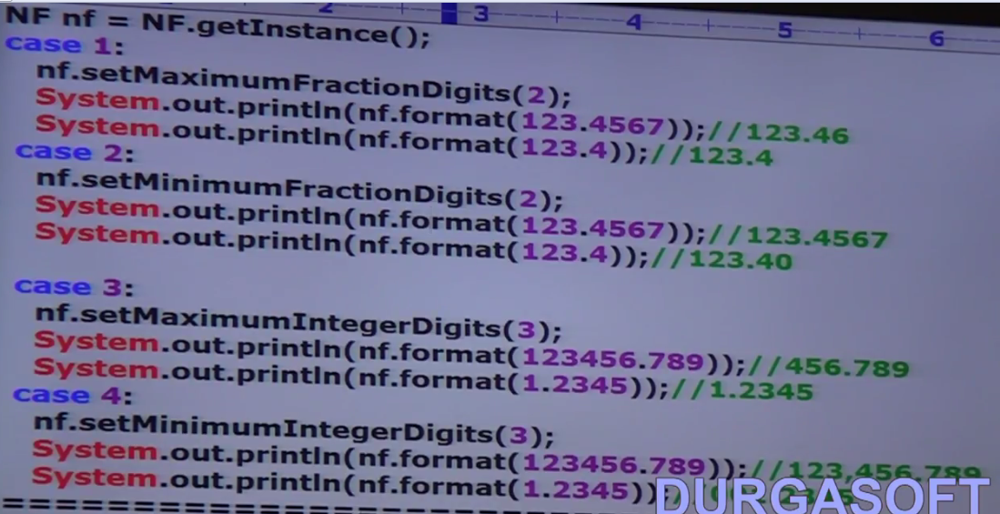 2 3 4 5 6
NF nf = NF.getInstance();
case 1:
nf.setMaximumFractionDigits(2);
System.out.println(nf.format(123.4567));//123.46
System.out.println(nf.format(123.4));//123.4
case 2:
nf.setMinimumFractionDigits(2);
System.out.println(nf.format(123.4567));//123.4567
System.out.println(nf.format(123.4));//123.40
case 3:
nf.setMaximumIntegerDigits(3);
System.out.println(nf.format(123456.789));//456.789
System.out.println(nf.format(1.2345));//1.2345
case 4:
nf.setMinimumIntegerDigits(3);
System.out.println(nf.format(123456.789));//123,456.789
System.out.println(nf.format(1.2345));
====================
DURGASOFT